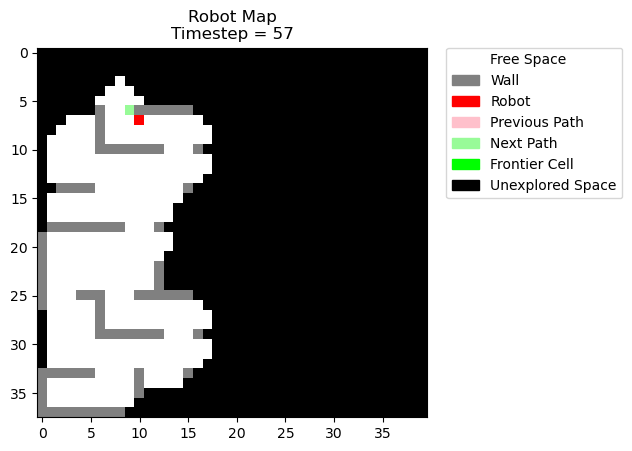 Robot Map
Timestep = 57
Free Space
Wall
Robot
Previous Path
Next Path
Frontier Cell
Unexplored Space
0
5
10
15
20
25
30
35
0 5 10 15 20 25 30 35